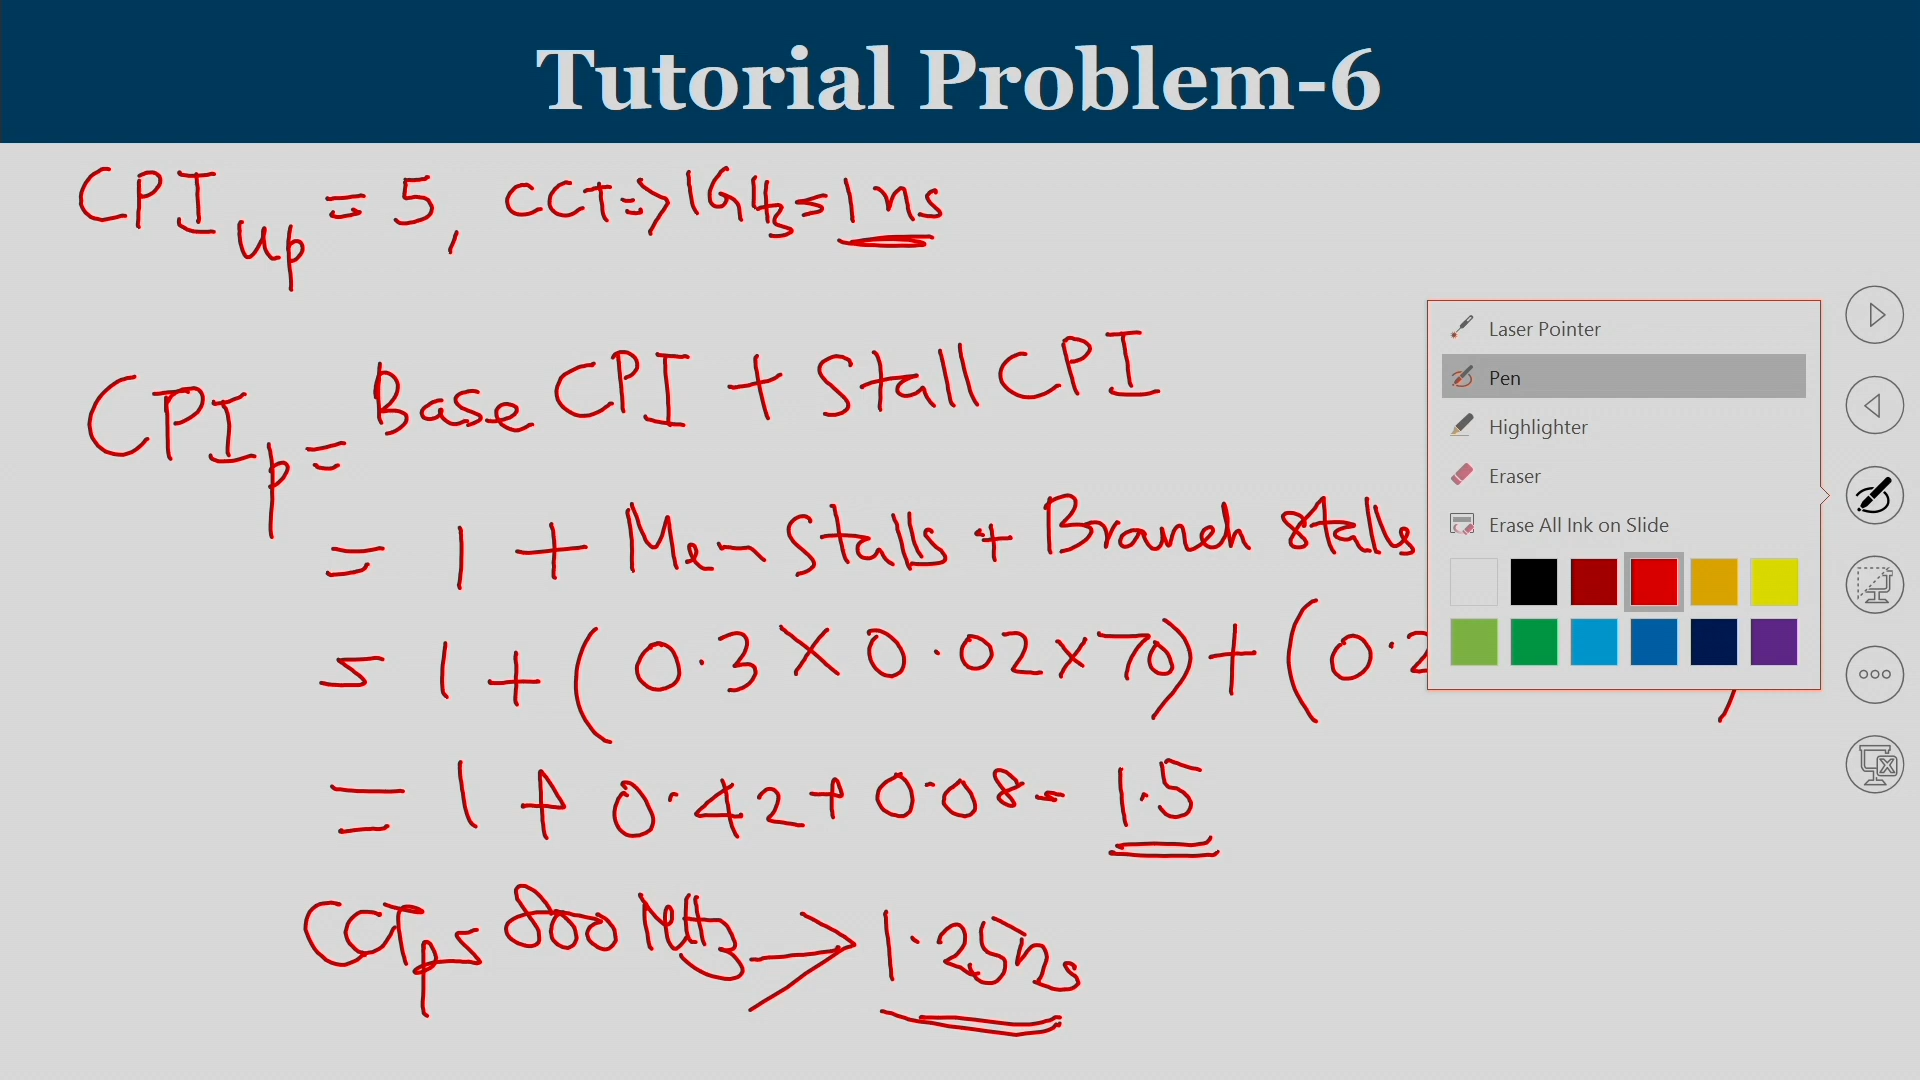 Tutorial Problem-6
CPI up = 5, CCT => 1GHz = 1 ns
CPI p = Base CPI + Stall CPI
= 1 + Mem Stalls + Branch stalls
= 1 + (0.3 X 0.02 x 70) + (0.2
= 1 + 0.42 + 0.08 = 1.5
CCT p = 800 MHz → 1.25ns
Laser Pointer
Pen
Highlighter
Eraser
Erase All Ink on Slide